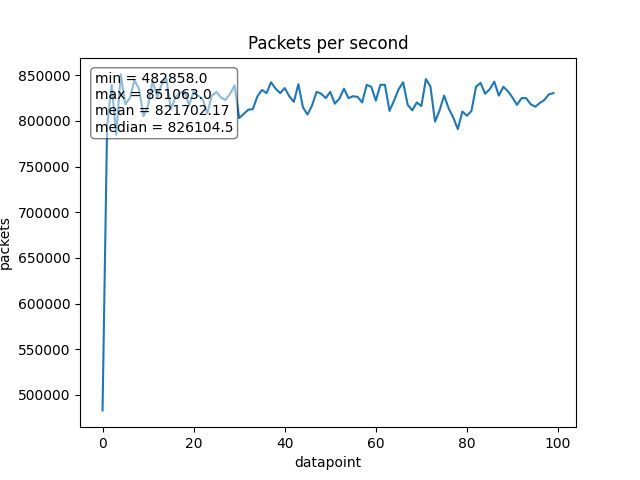 Packets per second
min = 482858.0
max = 851063.0
mean = 821702.17
median = 826104.5
850000
800000
750000
700000
650000
600000
550000
500000
packets
0 20 40 60 80 100
datapoint